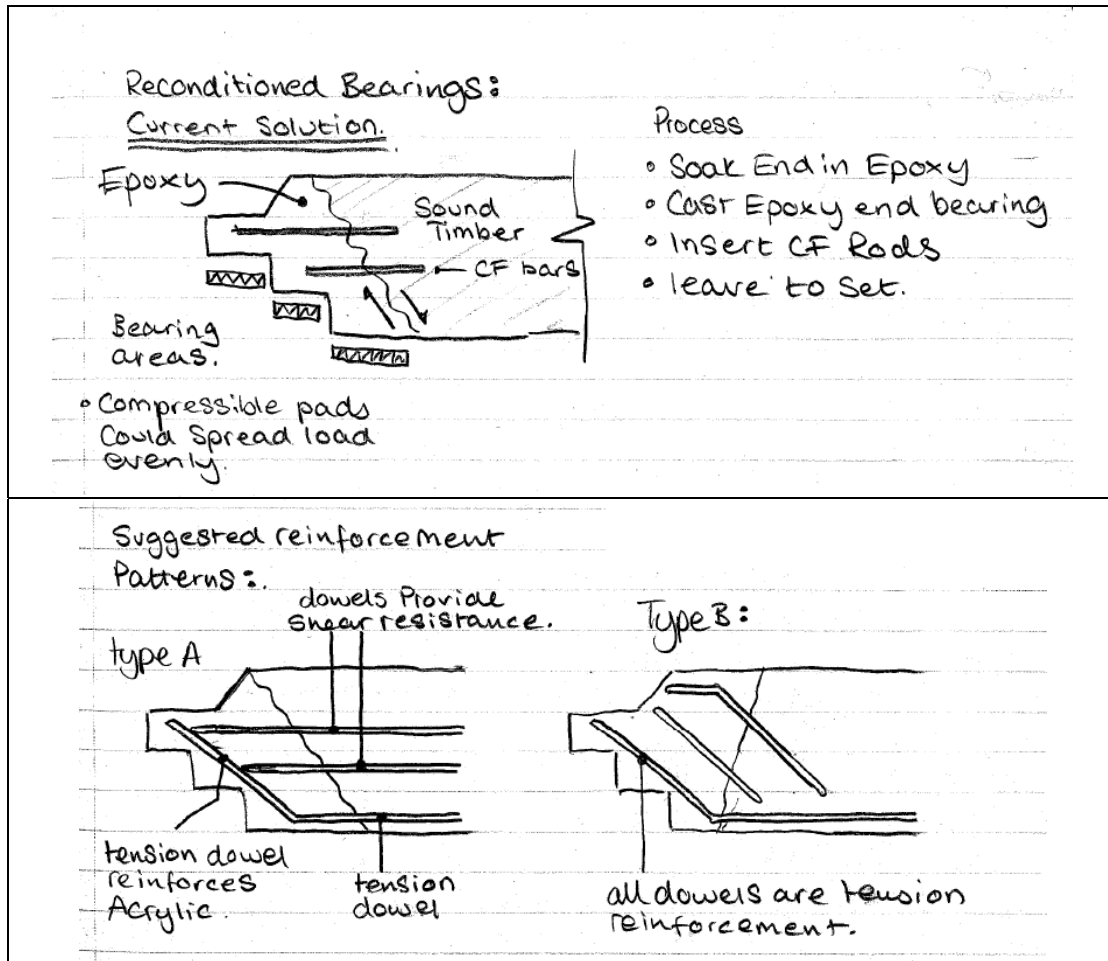 Reconditioned Bearings:
Current Solution.
Epoxy
Sound
Timber
CF bars
Bearing
areas.
• Compressible pads
Could Spread load
evenly.
Process
• Soak End in Epoxy
• Cast Epoxy end bearing
• Insert CF Rods
• leave to Set.
Suggested reinforcement
Patterns:.
dowels Provide
Shear resistance.
type A
tension dowel
reinforces
Acrylic.
tension
dowel
Type B:
all dowels are tension
reinforcement.